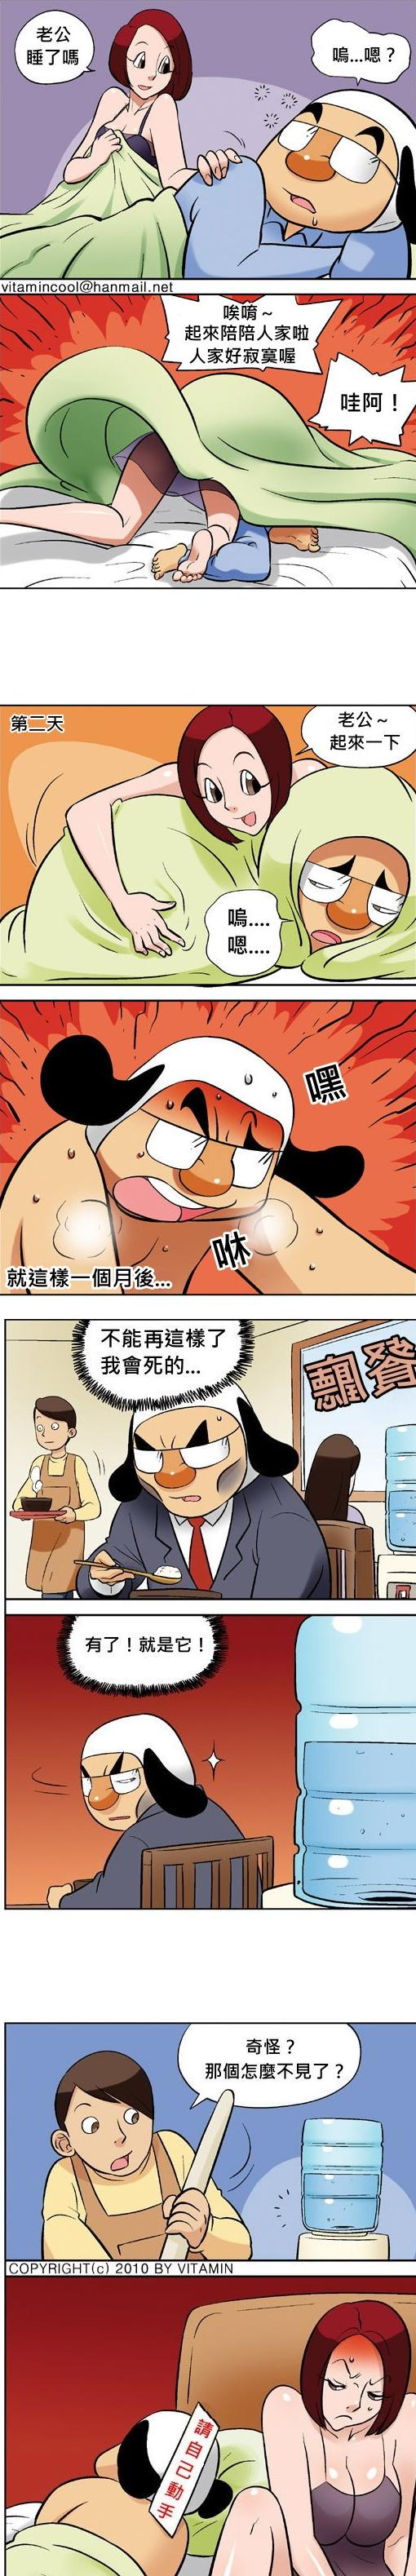 老公
睡了嗎
嗚...嗯？
vitamincool@hanmail.net
唉唷～
起來陪陪人家啦
人家好寂寞喔
哇阿！
第二天
老公～
起來一下
嗚....
嗯....
嘿
咻
就這樣一個月後...
不能再這樣了
我會死的...
有了！就是它！
奇怪？
那個怎麼不見了？
COPYRIGHT(c) 2010 BY VITAMIN
請自己動手